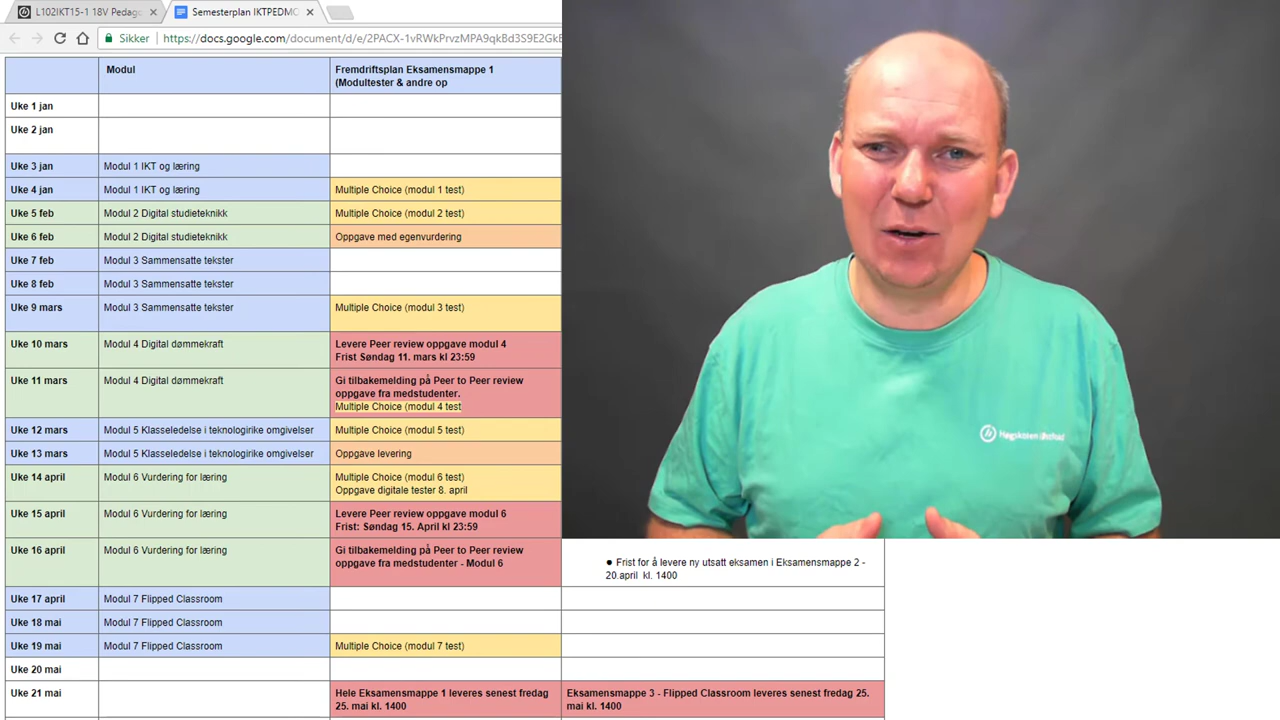 L102IKT15-1 18V Pedago
Semesterplan IKTPEDMO
Sikker
https://docs.google.com/document/d/e/2PACX-1vRWkPrvzMPA9qkBd3S9E2GkE
Modul
Fremdriftsplan Eksamensmappe 1
(Modultester & andre op
Uke 1 jan
Uke 2 jan
Uke 3 jan
Modul 1 IKT og læring
Uke 4 jan
Modul 1 IKT og læring
Multiple Choice (modul 1 test)
Uke 5 feb
Modul 2 Digital studieteknikk
Multiple Choice (modul 2 test)
Uke 6 feb
Modul 2 Digital studieteknikk
Oppgave med egenvurdering
Uke 7 feb
Modul 3 Sammensatte tekster
Uke 8 feb
Modul 3 Sammensatte tekster
Uke 9 mars
Modul 3 Sammensatte tekster
Multiple Choice (modul 3 test)
Uke 10 mars
Modul 4 Digital dømmekraft
Levere Peer review oppgave modul 4
Frist Søndag 11. mars kl 23:59
Uke 11 mars
Modul 4 Digital dømmekraft
Gi tilbakemelding på Peer to Peer review
oppgave fra medstudenter.
Multiple Choice (modul 4 test
Uke 12 mars
Modul 5 Klasseledelse i teknologirike omgivelser
Multiple Choice (modul 5 test)
Uke 13 mars
Modul 5 Klasseledelse i teknologirike omgivelser
Oppgave levering
Uke 14 april
Modul 6 Vurdering for læring
Multiple Choice (modul 6 test)
Oppgave digitale tester 8. april
Uke 15 april
Modul 6 Vurdering for læring
Levere Peer review oppgave modul 6
Frist: Søndag 15. April kl 23:59
Uke 16 april
Modul 6 Vurdering for læring
Gi tilbakemelding på Peer to Peer review
oppgave fra medstudenter - Modul 6
● Frist for å levere ny utsatt eksamen i Eksamensmappe 2 -
20.april kl. 1400
Uke 17 april
Modul 7 Flipped Classroom
Uke 18 mai
Modul 7 Flipped Classroom
Uke 19 mai
Modul 7 Flipped Classroom
Multiple Choice (modul 7 test)
Uke 20 mai
Uke 21 mai
Hele Eksamensmappe 1 leveres senest fredag
25. mai kl. 1400
Eksamensmappe 3 - Flipped Classroom leveres senest fredag 25.
mai kl. 1400
Høgskolen i Østfold